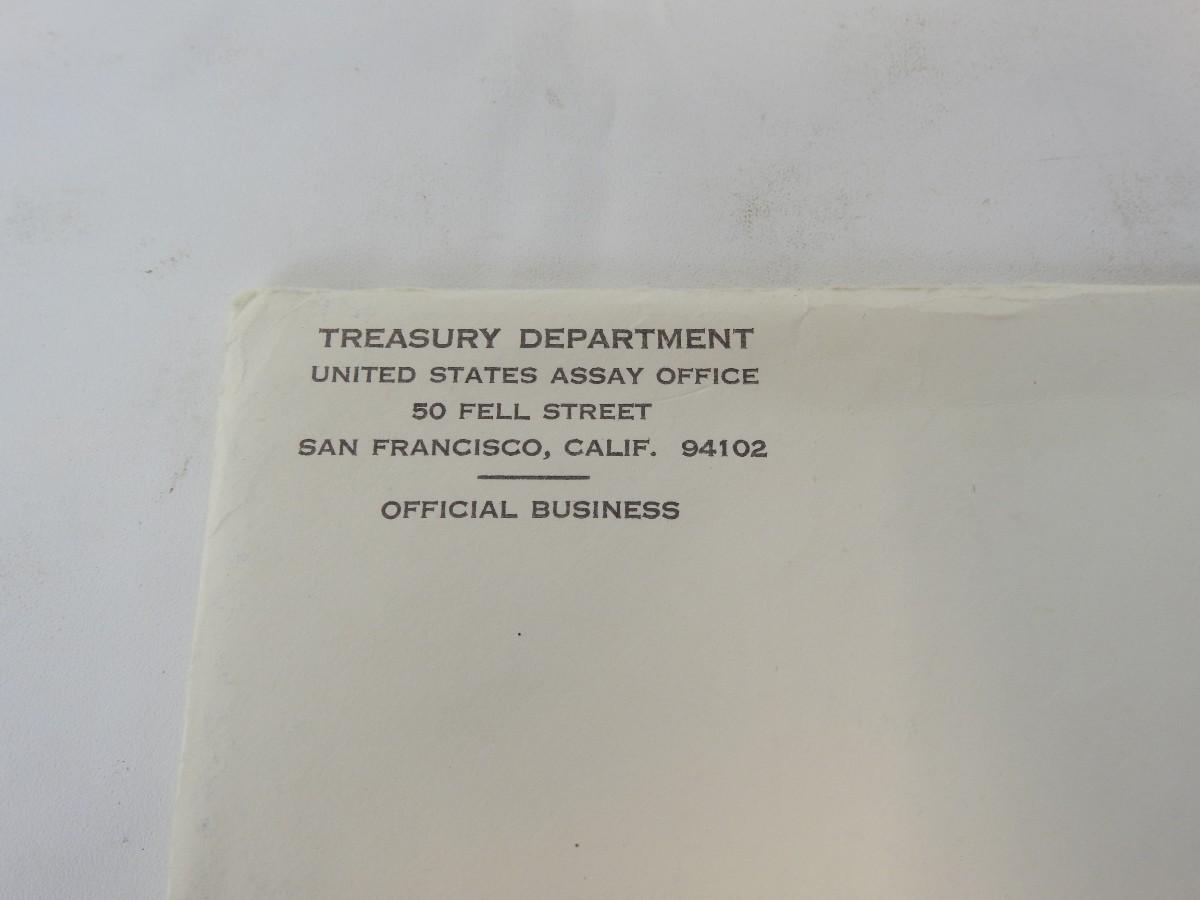 TREASURY DEPARTMENT
UNITED STATES ASSAY OFFICE
50 FELL STREET
SAN FRANCISCO, CALIF. 94102
OFFICIAL BUSINESS